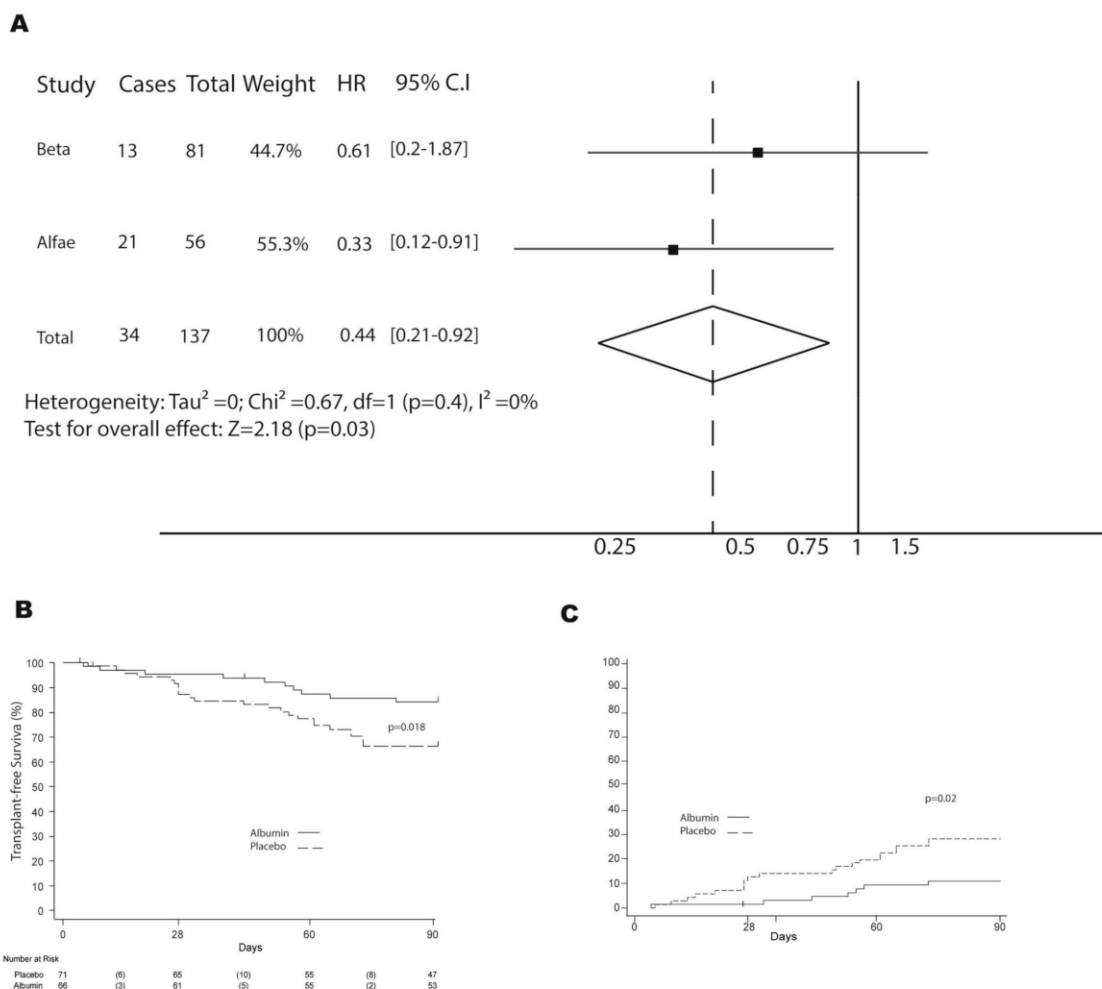 A
Study Cases Total Weight HR 95% C.I
Beta 13 81 44.7% 0.61 [0.2-1.87]
Alfae 21 56 55.3% 0.33 [0.12-0.91]
Total 34 137 100% 0.44 [0.21-0.92]
Heterogeneity: Tau² =0; Chi² =0.67, df=1 (p=0.4), I² =0%
Test for overall effect: Z=2.18 (p=0.03)
0.25 0.5 0.75 1 1.5
B
Transplant-free Surviva (%)
100
90
80
70
60
50
40
30
20
10
0
p=0.018
Albumin
Placebo
0 28 60 90
Days
Number at Risk
Placebo 71 (6) 65 (10) 55 (8) 47
Albumin 66 (3) 61 (5) 55 (2) 53
C
100
90
80
70
60
50
40
30
20
10
0
p=0.02
Albumin
Placebo
0 28 60 90
Days